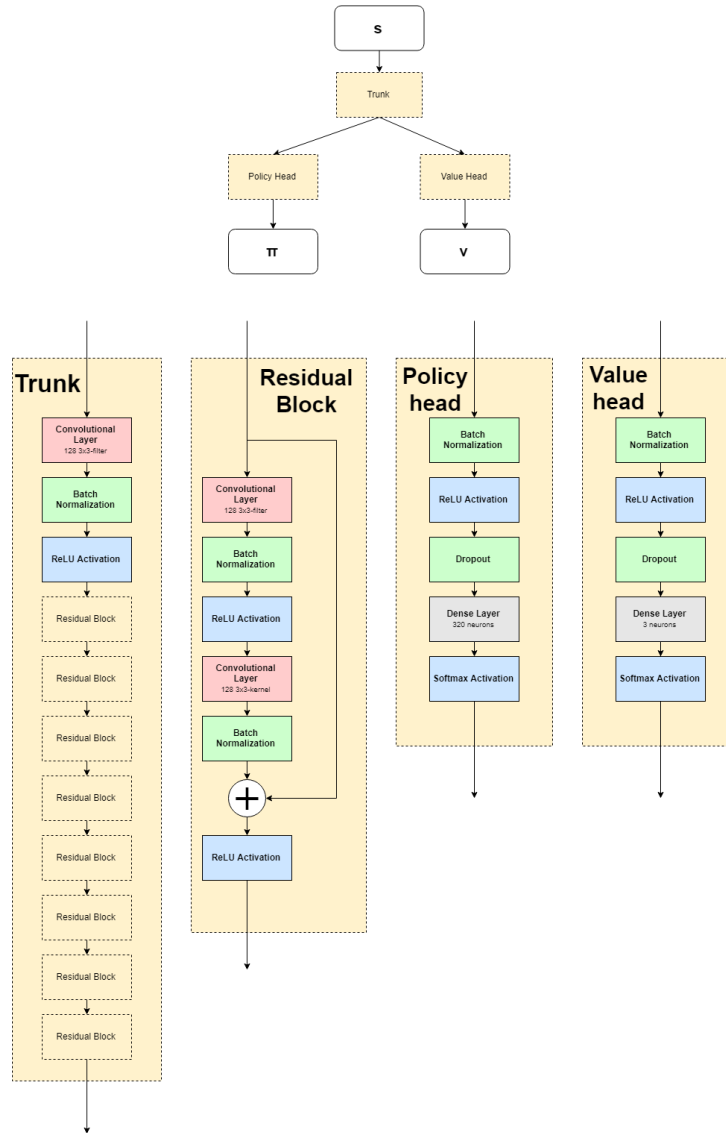 s
Trunk
Policy Head
Value Head
π
v
Trunk
Convolutional
Layer
128 3x3-filter
Batch
Normalization
ReLU Activation
Residual Block
Residual Block
Residual Block
Residual Block
Residual Block
Residual Block
Residual Block
Residual Block
Residual
Block
Convolutional
Layer
128 3x3-filter
Batch
Normalization
ReLU Activation
Convolutional
Layer
128 3x3-kernel
Batch
Normalization
+
ReLU Activation
Policy
head
Batch
Normalization
ReLU Activation
Dropout
Dense Layer
320 neurons
Softmax Activation
Value
head
Batch
Normalization
ReLU Activation
Dropout
Dense Layer
3 neurons
Softmax Activation